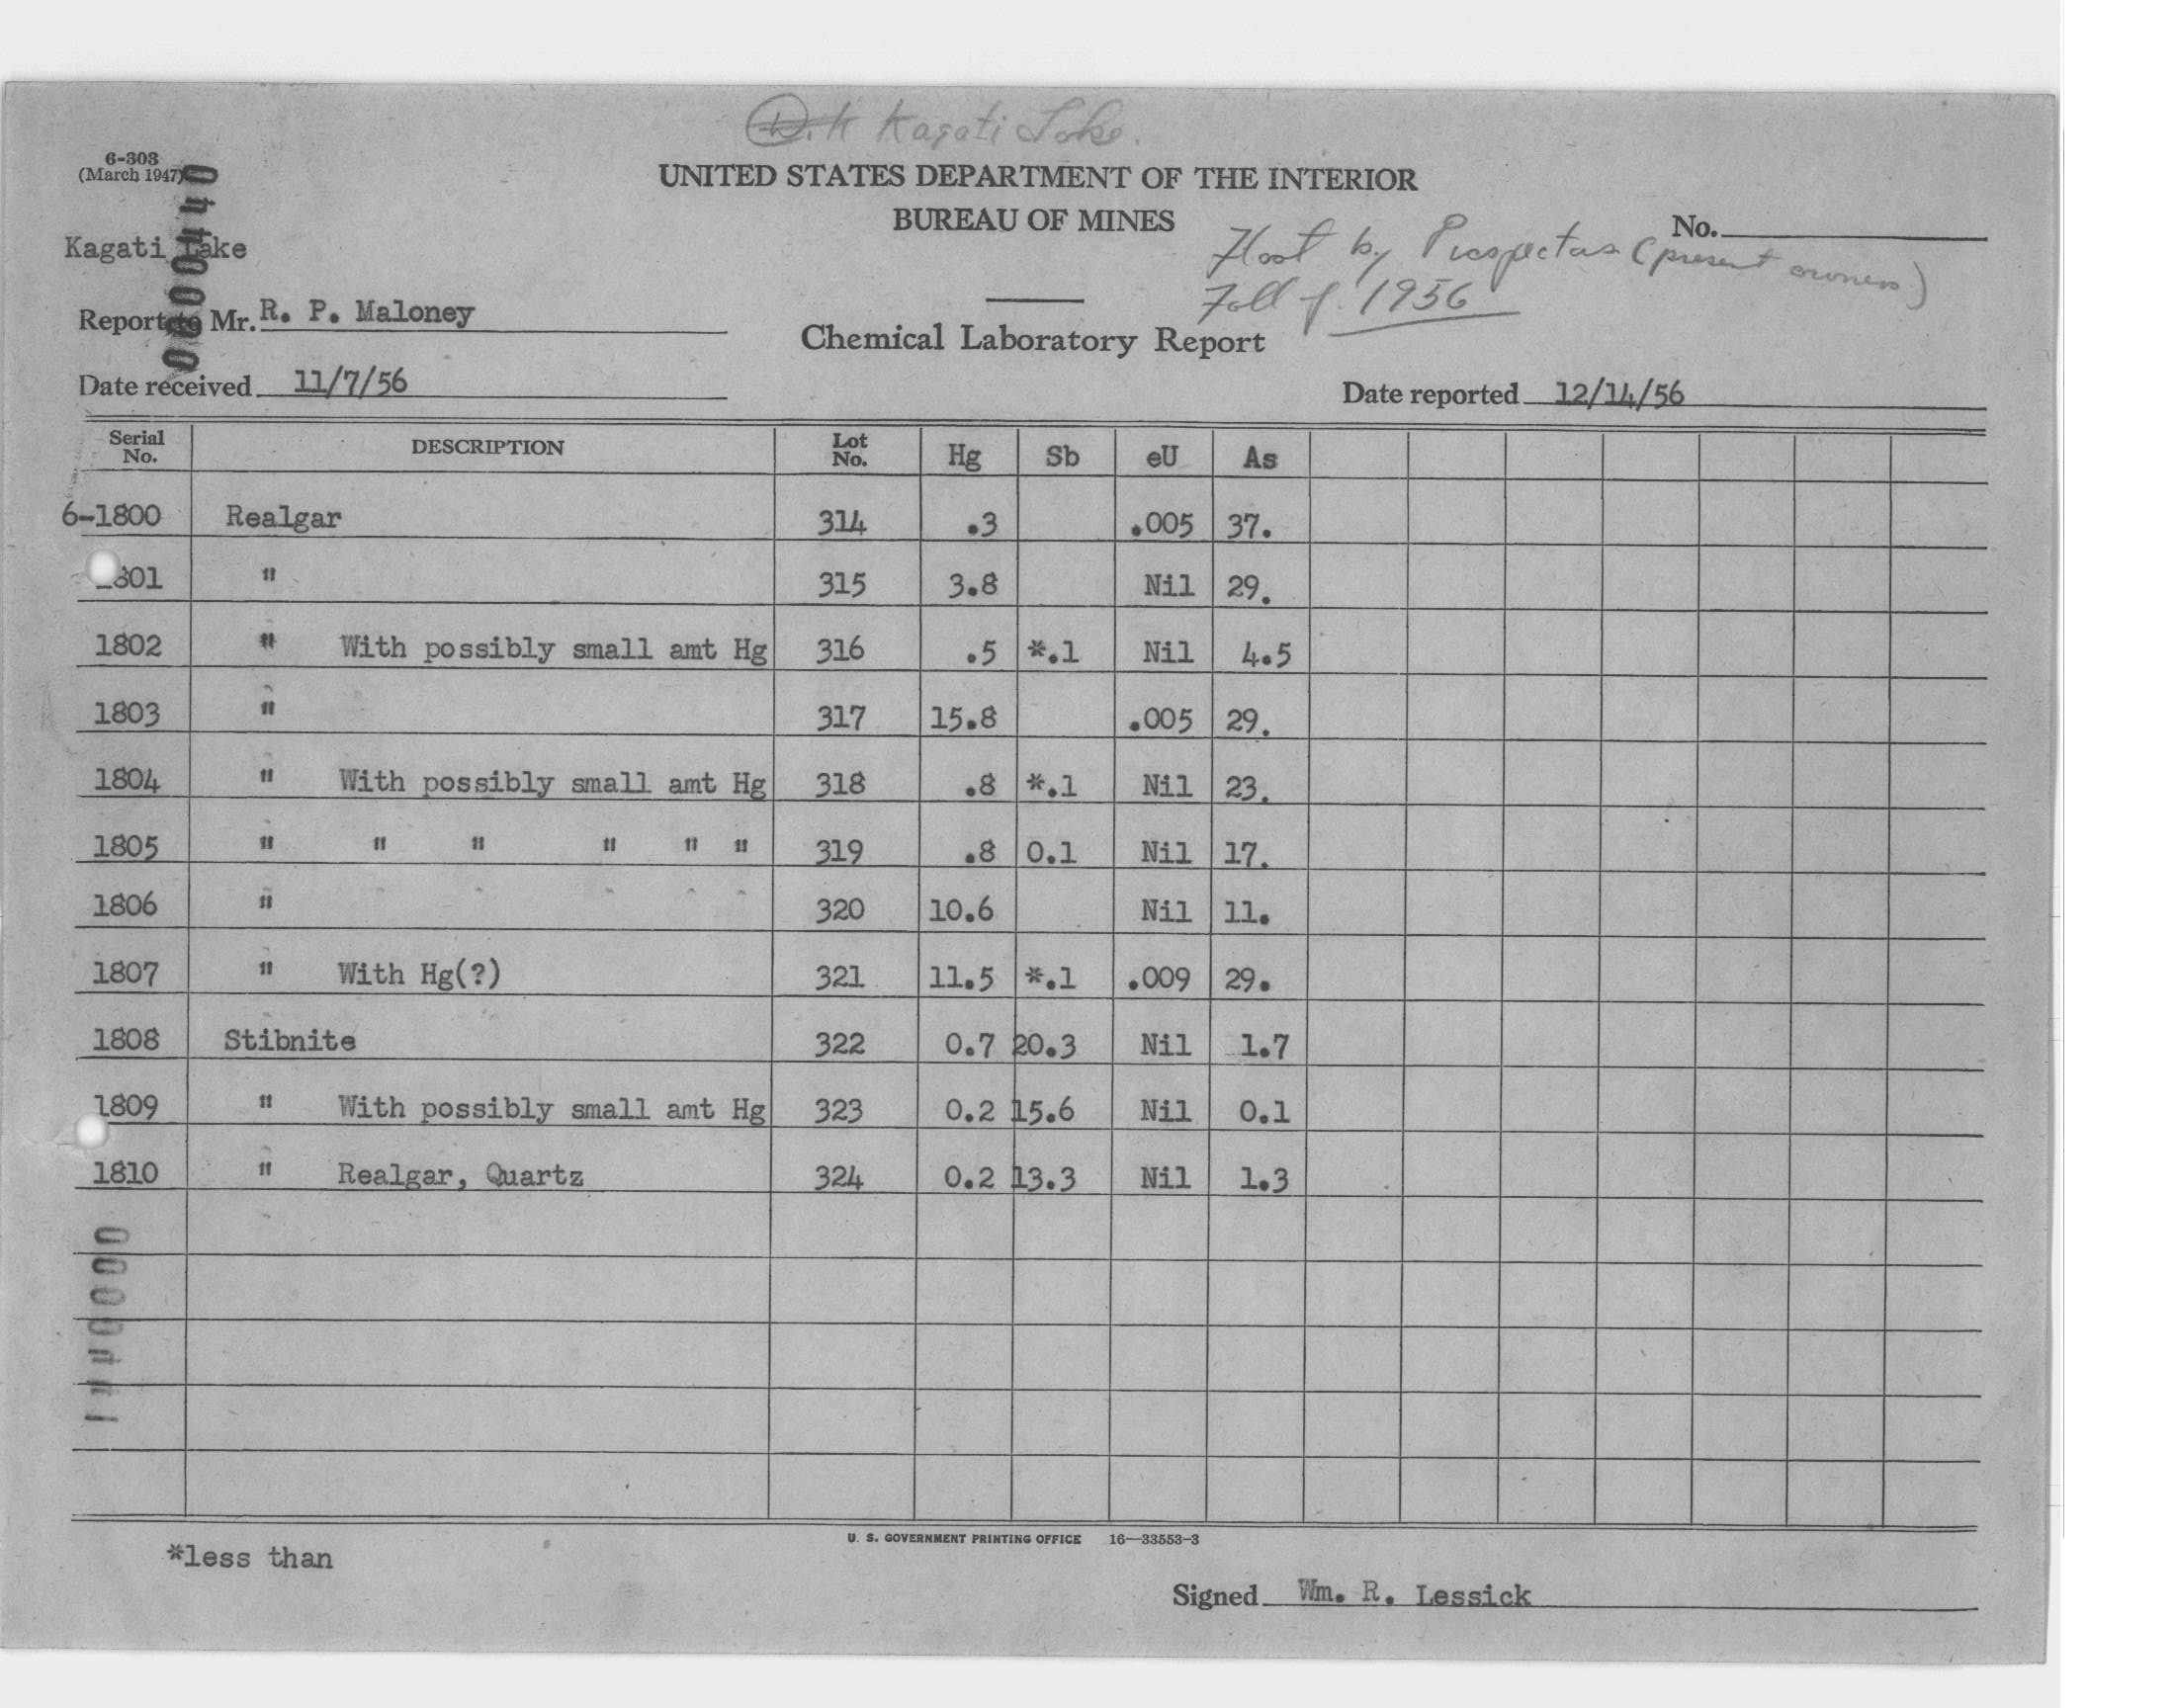 Kagati Lake.
6-303
(March 1947)
UNITED STATES DEPARTMENT OF THE INTERIOR
BUREAU OF MINES
No.
Kagati Lake
Float by Prospectors (present owners)
Fall of 1956
Report to Mr. R. P. Maloney
Chemical Laboratory Report
Date received 11/7/56
Date reported 12/14/56
Serial No. DESCRIPTION Lot No. Hg Sb eU As
6-1800 Realgar 314 .3 .005 37.
1801 " 315 3.8 Nil 29.
1802 " With possibly small amt Hg 316 .5 *.1 Nil 4.5
1803 " 317 15.8 .005 29.
1804 " With possibly small amt Hg 318 .8 *.1 Nil 23.
1805 " " " " " " 319 .8 0.1 Nil 17.
1806 " 320 10.6 Nil 11.
1807 " With Hg(?) 321 11.5 *.1 .009 29.
1808 Stibnite 322 0.7 20.3 Nil 1.7
1809 " With possibly small amt Hg 323 0.2 15.6 Nil 0.1
1810 " Realgar, Quartz 324 0.2 13.3 Nil 1.3
U. S. GOVERNMENT PRINTING OFFICE 16—33553-3
*less than
Signed Wm. R. Lessick